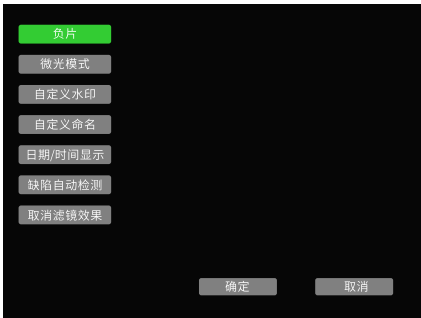 负片
微光模式
自定义水印
自定义命名
日期/时间显示
缺陷自动检测
取消滤镜效果
确定
取消